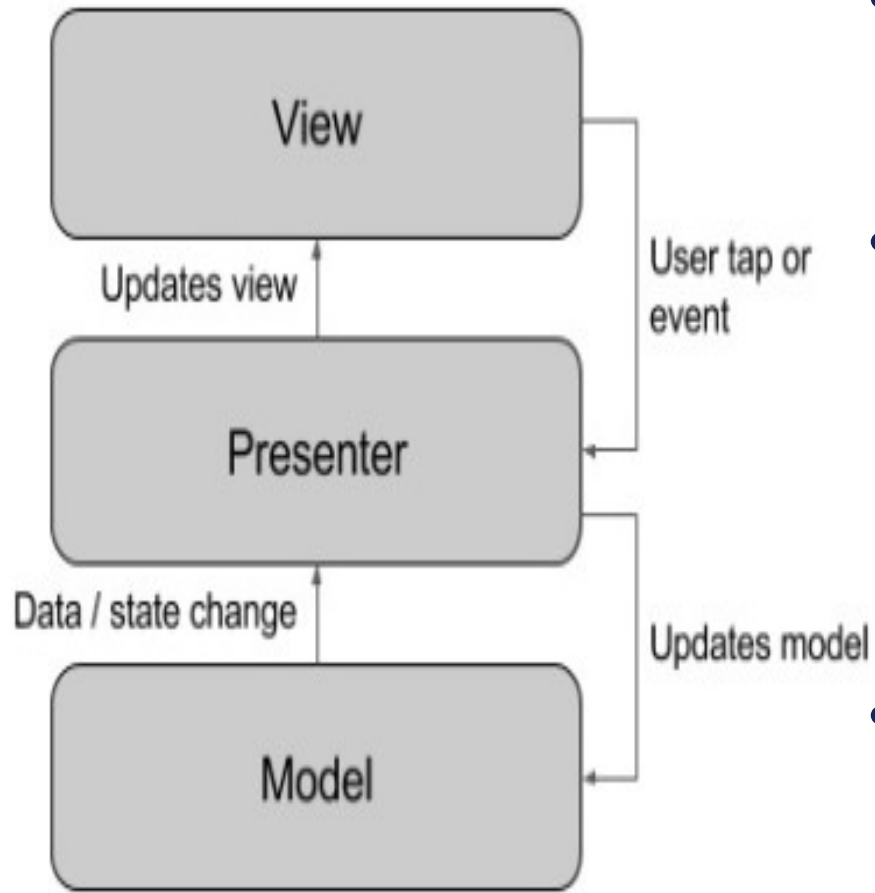 View
Updates view
User tap or
event
Presenter
Data / state change
Updates model
Model